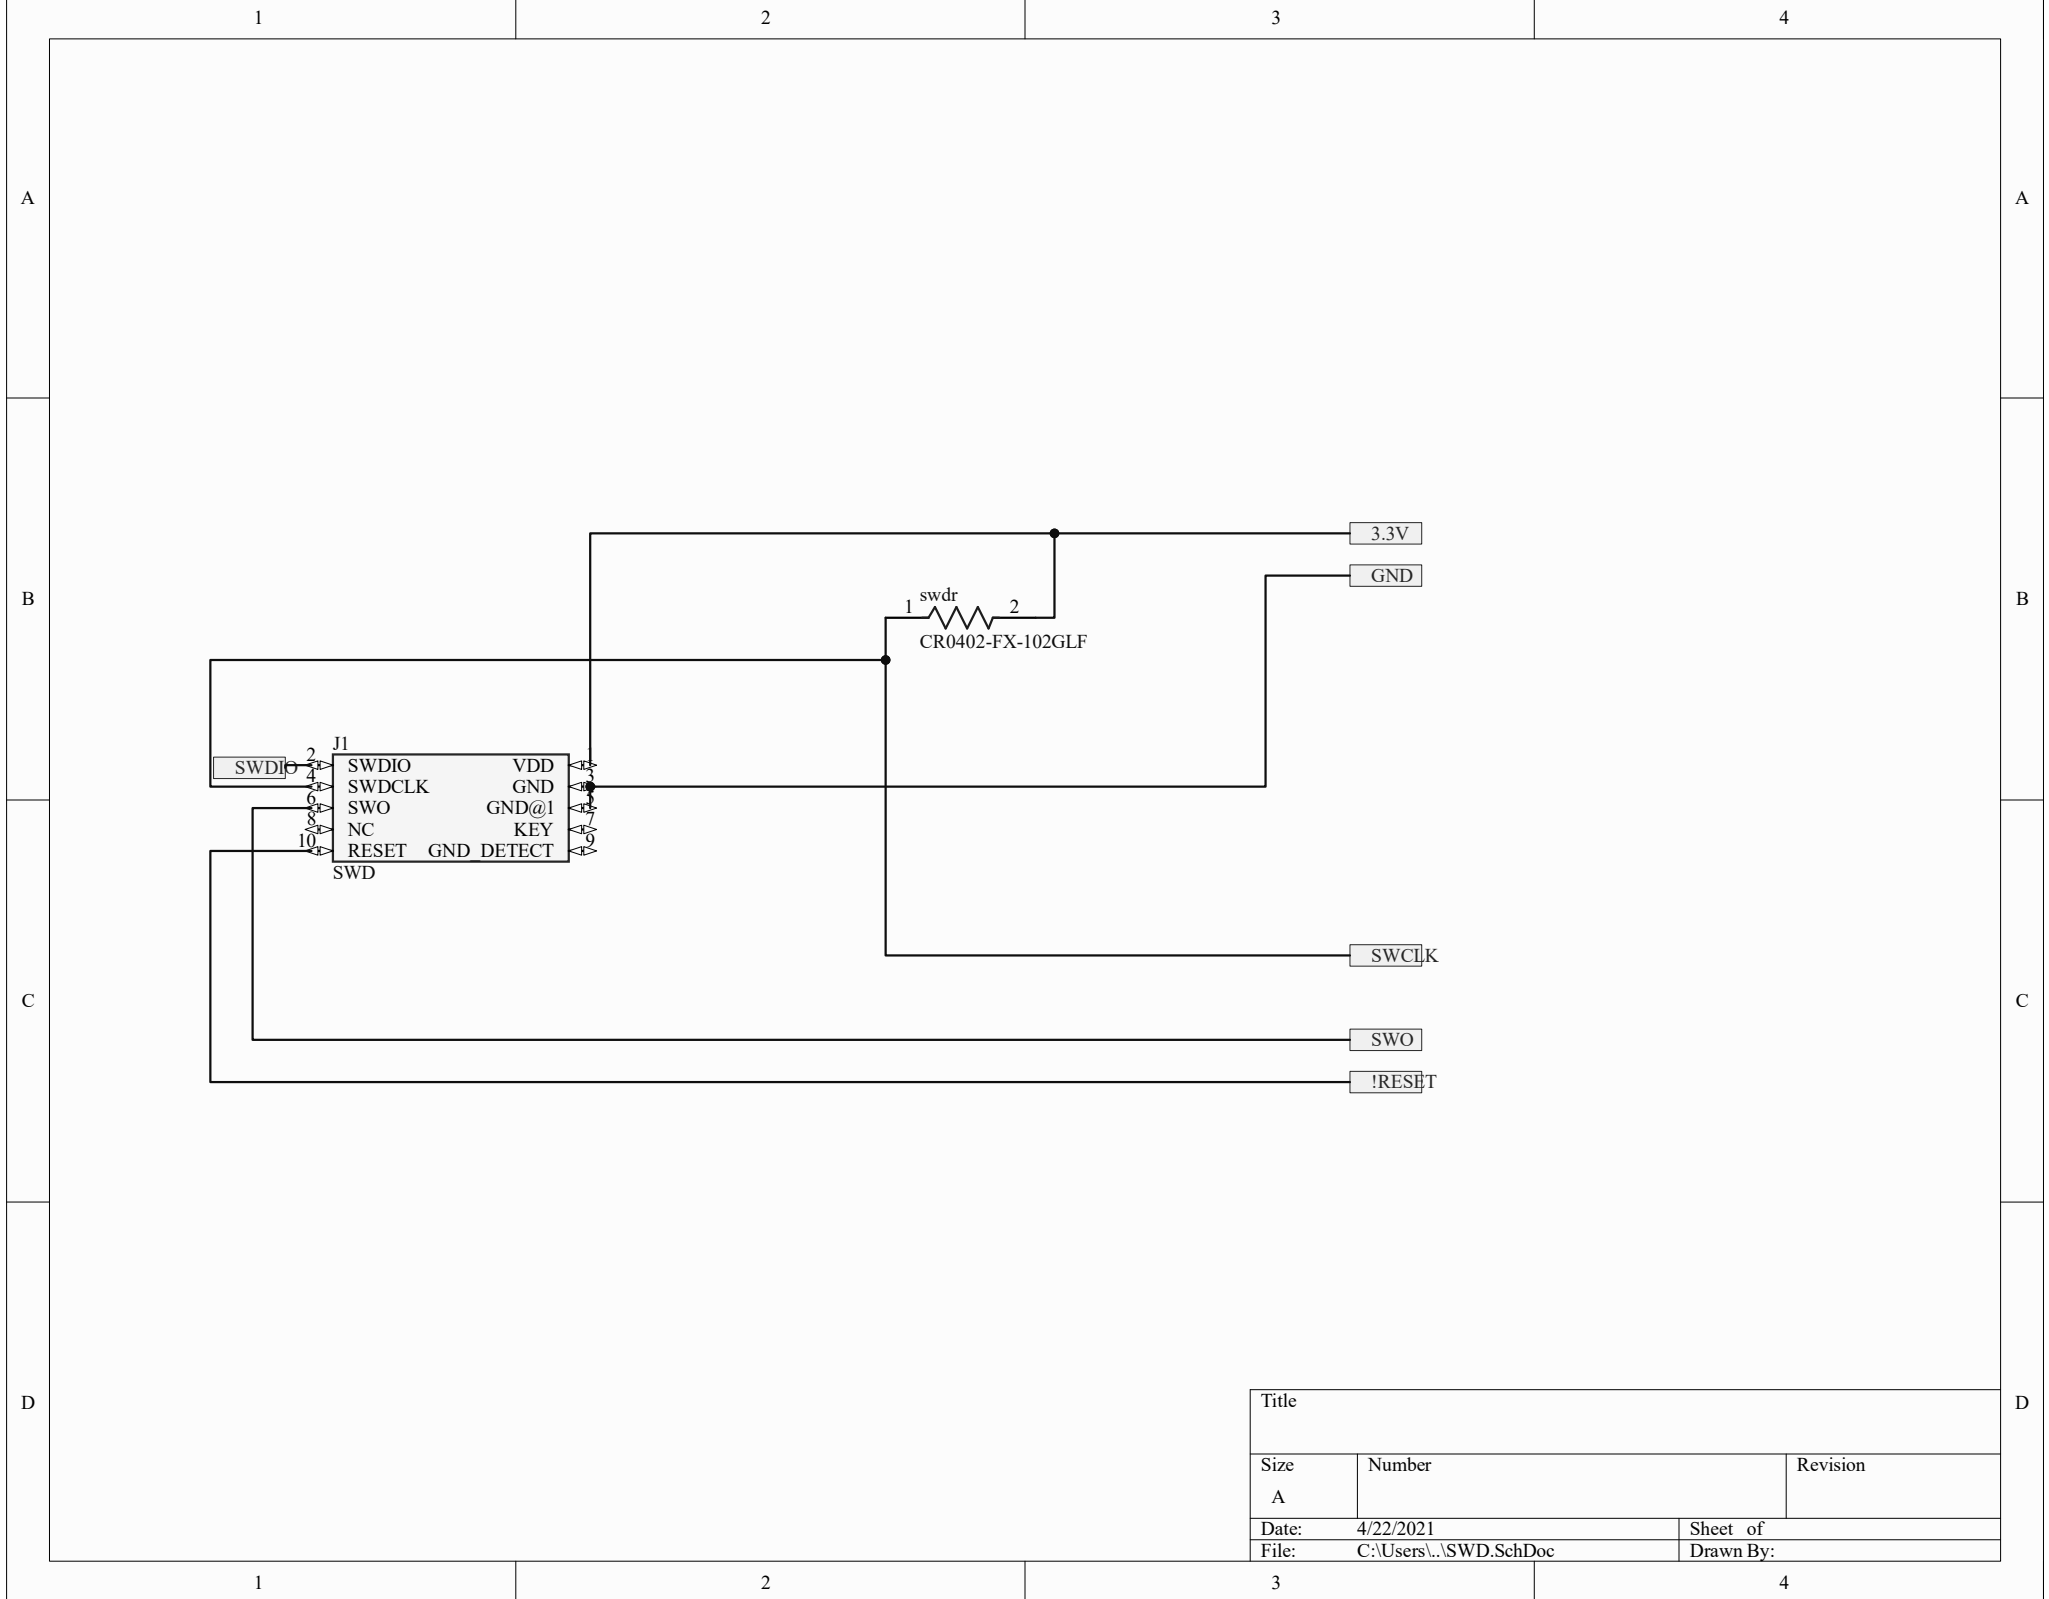 1 2 3 4
A A
B B
C C
D D
3.3V
GND
swdr
1 2
CR0402-FX-102GLF
J1
SWDIO 2 SWDIO VDD 1
4 SWDCLK GND 3
6 SWO GND@1 5
8 NC KEY 7
10 RESET GND_DETECT 9
SWD
SWCLK
SWO
!RESET
Title
Size Number Revision
A
Date: 4/22/2021 Sheet of
File: C:\Users\..\SWD.SchDoc Drawn By:
1 2 3 4